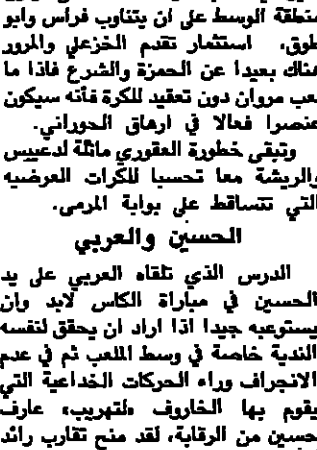 منطقة الوسط على ان يتناوب فراس وابو
طوق، استثمار تقدم الخزعلي والمرور
هناك بعيدا عن الحمزة والشرع فاذا ما
لعب مروان دون تعقيد للكرة فأنه سيكون
عنصرا فعالا في ارهاق الحوراني.
وتبقى خطورة العقوري ماثلة لدعييس
والريشة معا تحسبا للكرات العرضيه
التي تتساقط على بوابة المرمى.
الحسين والعربي
الدرس الذي تلقاه العربي على يد
الحسين في مباراة الكاس لابد وان
يستوعبه جيدا اذا اراد ان يحقق لنفسه
الندية خاصة في وسط الملعب ثم في عدم
الانجراف وراء الحركات الخداعية التي
يقوم بها الخاروف «لتهريب» عارف
حسين من الرقابة، لقد منح تقارب رائد